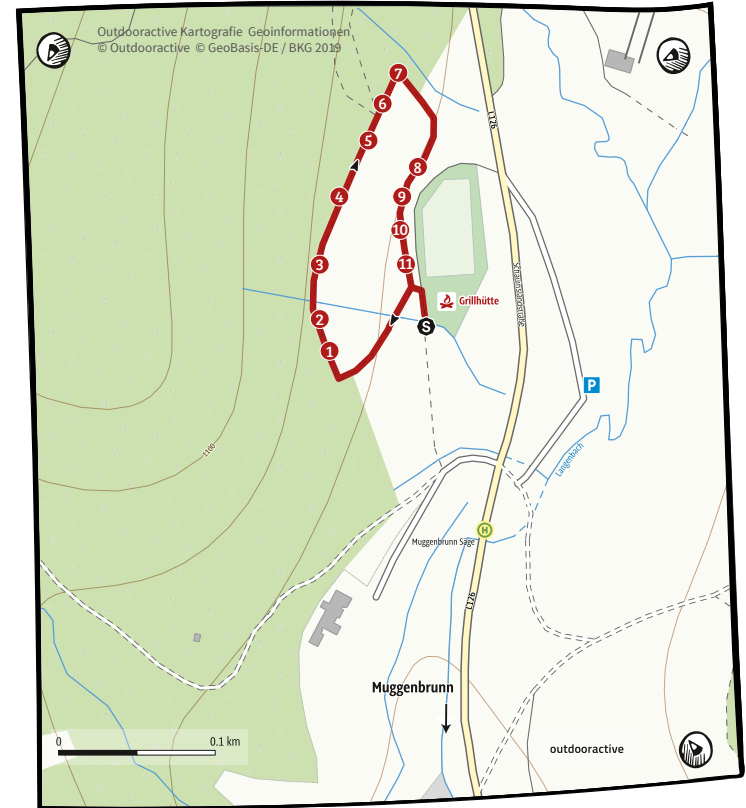 Outdooractive Kartografie Geoinformationen
© Outdooractive © GeoBasis-DE / BKG 2019
7
6
L126
5
8
4
9
10
3
11
Schauinslandstraße
Grillhütte
2
S
1
P
1100
Langenbach
H
Muggenbrunn Säge
L126
Muggenbrunn
0
0.1 km
outdooractive